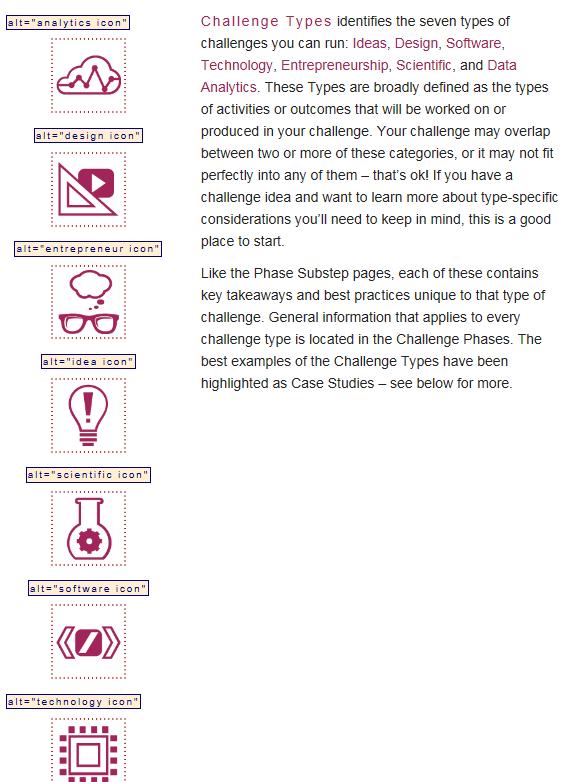 alt="analytics icon"
alt="design icon"
alt="entrepreneur icon"
alt="idea icon"
alt="scientific icon"
alt="software icon"
alt="technology icon"
Challenge Types identifies the seven types of
challenges you can run: Ideas, Design, Software,
Technology, Entrepreneurship, Scientific, and Data
Analytics. These Types are broadly defined as the types
of activities or outcomes that will be worked on or
produced in your challenge. Your challenge may overlap
between two or more of these categories, or it may not fit
perfectly into any of them – that's ok! If you have a
challenge idea and want to learn more about type-specific
considerations you'll need to keep in mind, this is a good
place to start.
Like the Phase Substep pages, each of these contains
key takeaways and best practices unique to that type of
challenge. General information that applies to every
challenge type is located in the Challenge Phases. The
best examples of the Challenge Types have been
highlighted as Case Studies – see below for more.